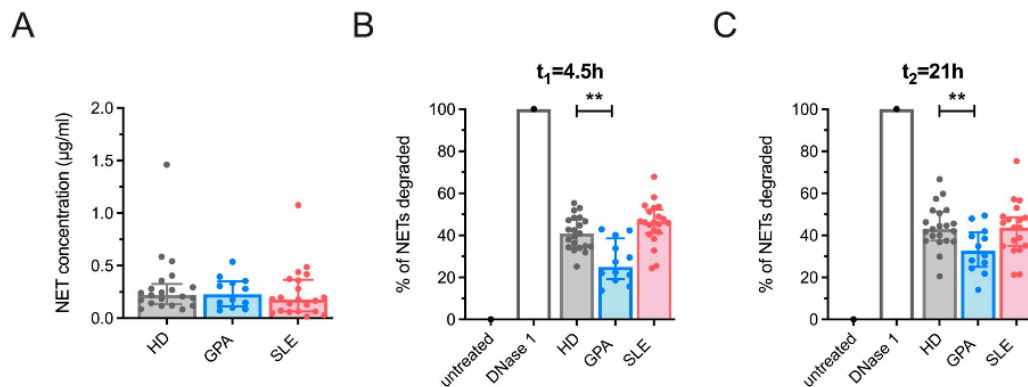 A
NET concentration (µg/ml)
2.0
1.5
1.0
0.5
0.0
HD
GPA
SLE
B
t₁=4.5h
**
% of NETs degraded
100
80
60
40
20
0
untreated
DNase 1
HD
GPA
SLE
C
t₂=21h
**
% of NETs degraded
100
80
60
40
20
0
untreated
DNase 1
HD
GPA
SLE